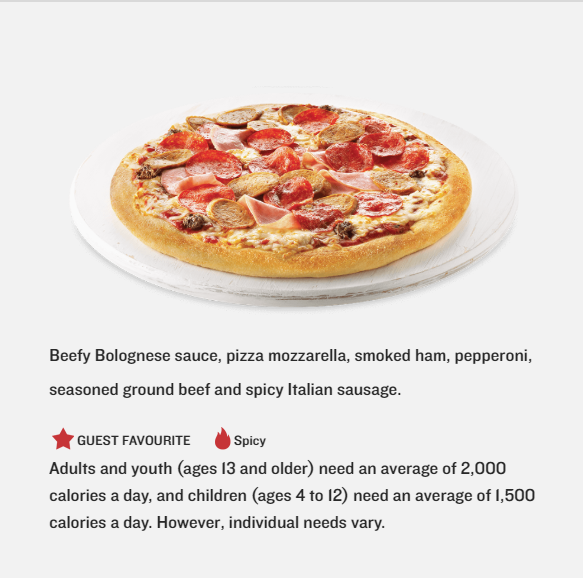 Beefy Bolognese sauce, pizza mozzarella, smoked ham, pepperoni,
seasoned ground beef and spicy Italian sausage.
GUEST FAVOURITE Spicy
Adults and youth (ages 13 and older) need an average of 2,000
calories a day, and children (ages 4 to 12) need an average of 1,500
calories a day. However, individual needs vary.